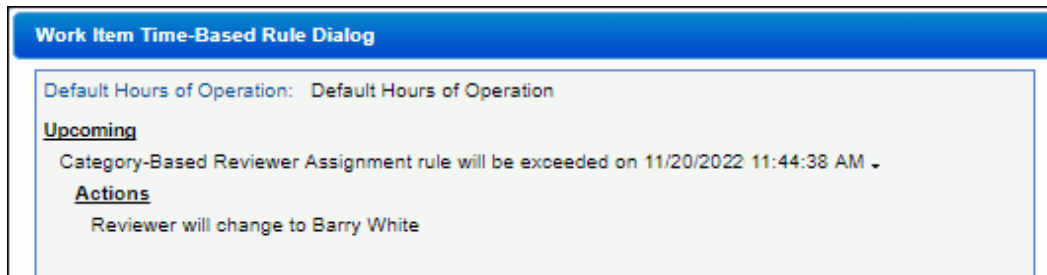 Work Item Time-Based Rule Dialog
Default Hours of Operation: Default Hours of Operation
Upcoming
Category-Based Reviewer Assignment rule will be exceeded on 11/20/2022 11:44:38 AM .
Actions
Reviewer will change to Barry White